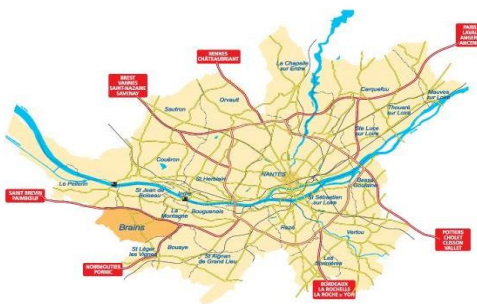 PARIS
LAVAL
ANGERS
ANCENIS
RENNES
CHÂTEAUBRIANT
La Chapelle
sur Erdre
BREST
VANNES
SAINT-NAZAIRE
SAVENAY
Carquefou
Mauves
sur Loire
Thouaré
sur Loire
Orvault
Sautron
Ste Luce
sur Loire
Couëron
St Herblain
NANTES
Basse
Goulaine
Le Pellerin
SAINT BREVIN
PAIMBŒUF
St Jean de
Boiseau
Indre
La
Montagne
Bouguenais
St Sébastien
sur Loire
Brains
Rezé
Vertou
POITIERS
CHOLET
CLISSON
VALLET
St Léger
les Vignes
Bouaye
St Aignan
de Grand Lieu
Les
Sorinières
NOIRMOUTIER
PORNIC
BORDEAUX
LA ROCHELLE
LA ROCHE s/ YON